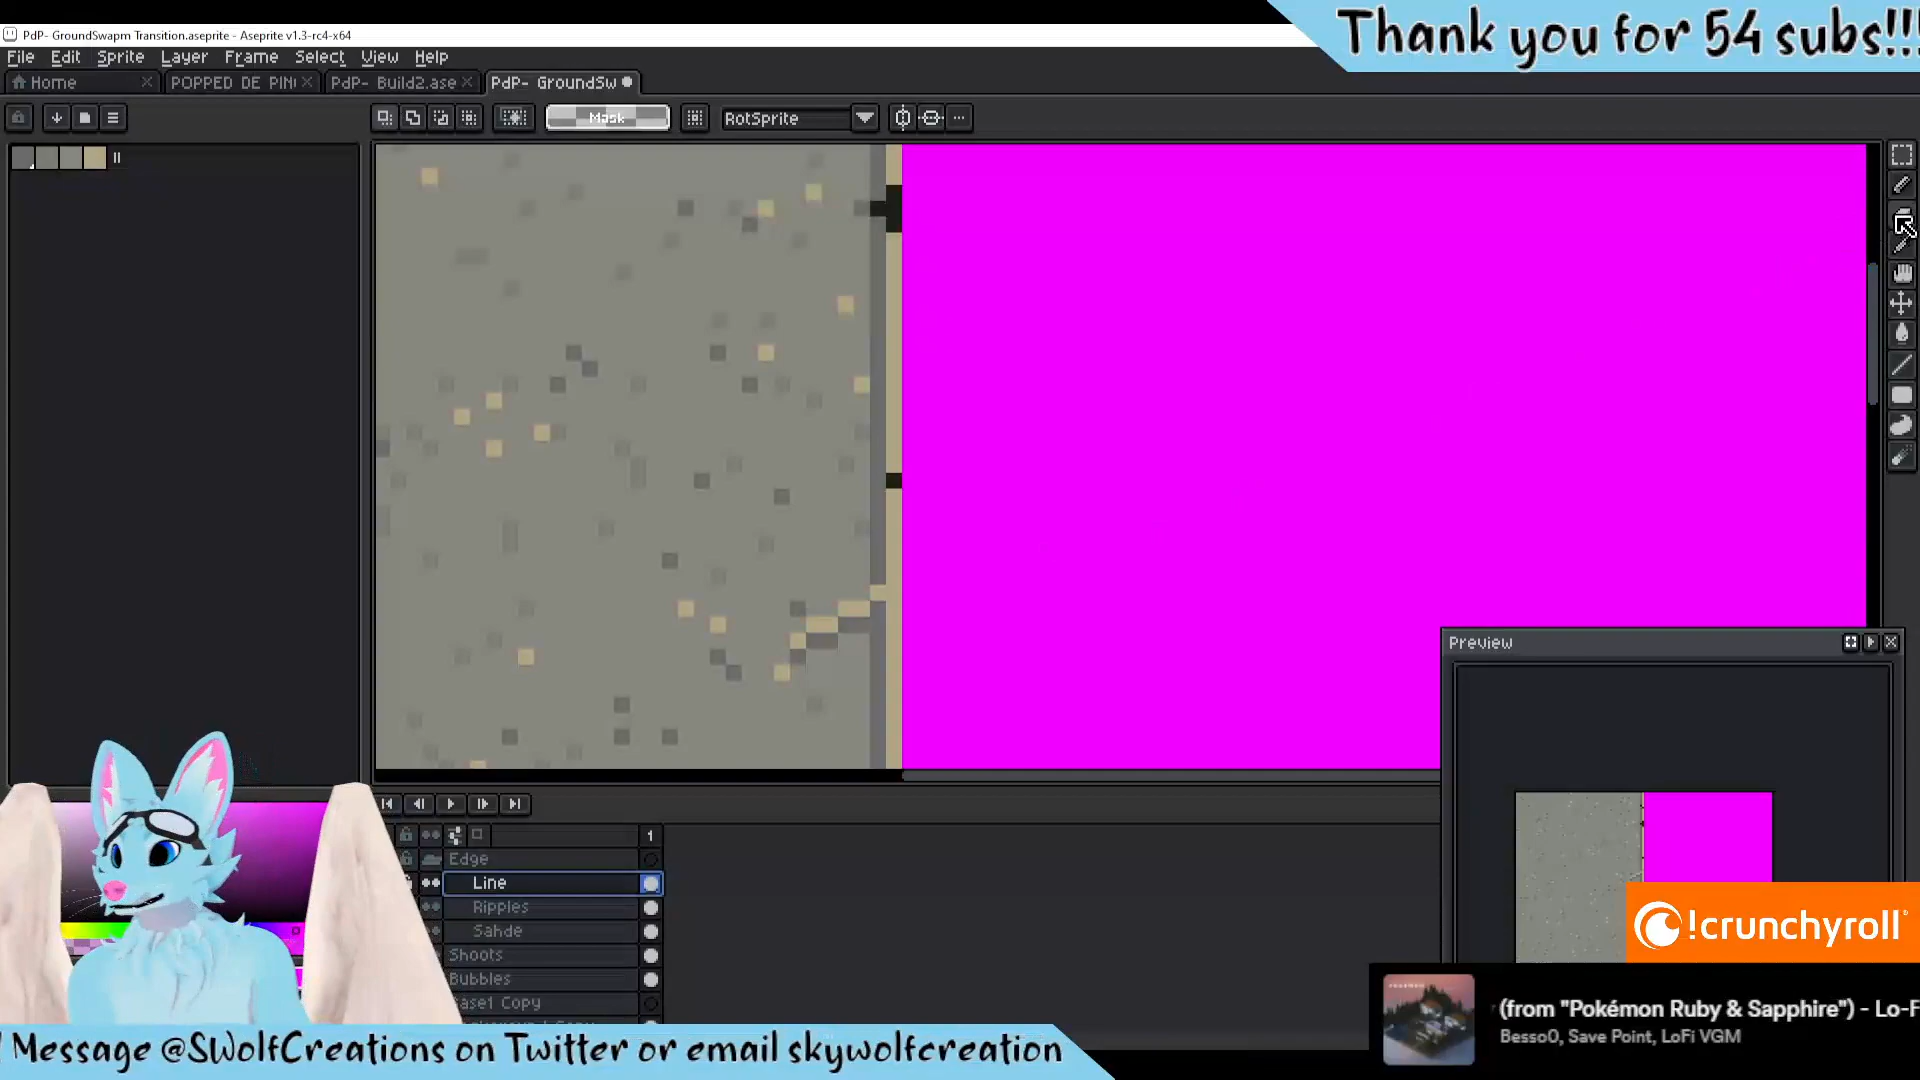 Thank you for 54 subs!!!
PdP- GroundSwapm Transition.aseprite - Aseprite v1.3-rc4-x64
File Edit Sprite Layer Frame Select View Help
Home
POPPED DE PIN
PdP- Build2.ase
PdP- GroundSw
Mask
RotSprite
Preview
1
Edge
Line
Ripples
Sahde
Shoots
Bubbles
Base1 Copy
!crunchyroll
(from "Pokémon Ruby & Sapphire") - Lo-F
BessoO, Save Point, LoFi VGM
Message @SWolfCreations on Twitter or email skywolfcreation